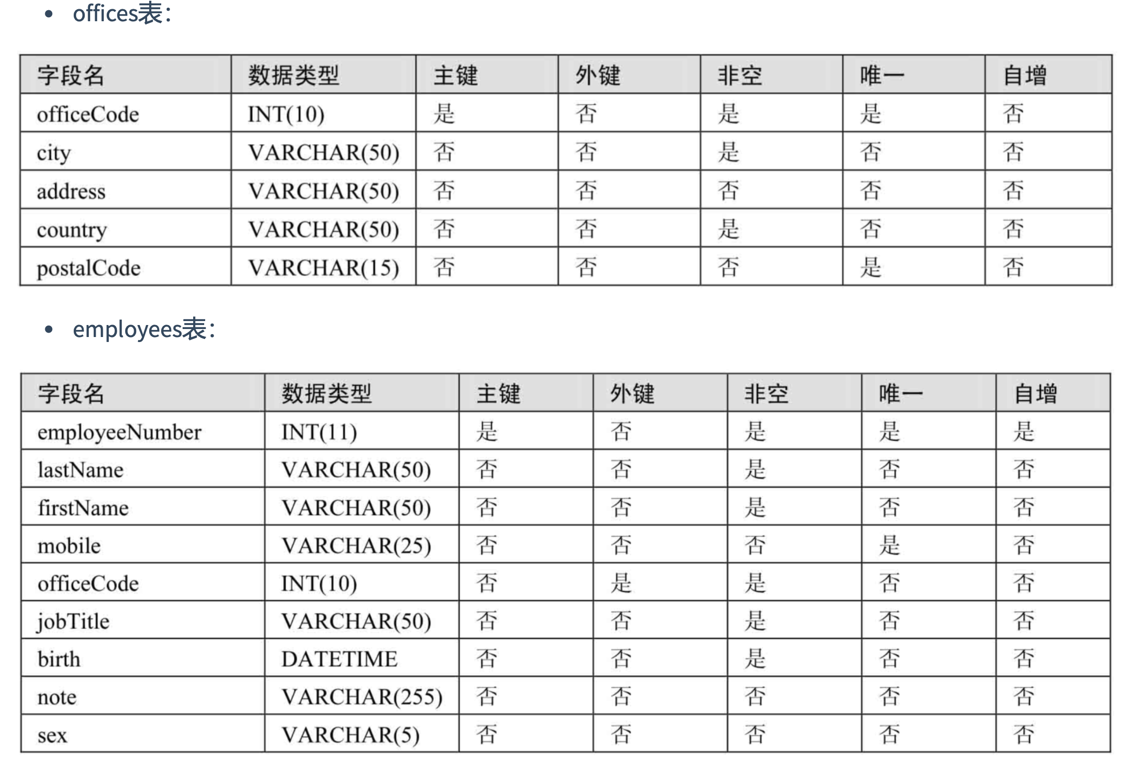 • offices表：
字段名 数据类型 主键 外键 非空 唯一 自增
officeCode INT(10) 是 否 是 是 否
city VARCHAR(50) 否 否 是 否 否
address VARCHAR(50) 否 否 否 否 否
country VARCHAR(50) 否 否 是 否 否
postalCode VARCHAR(15) 否 否 否 是 否
• employees表：
字段名 数据类型 主键 外键 非空 唯一 自增
employeeNumber INT(11) 是 否 是 是 是
lastName VARCHAR(50) 否 否 是 否 否
firstName VARCHAR(50) 否 否 是 否 否
mobile VARCHAR(25) 否 否 否 是 否
officeCode INT(10) 否 是 是 否 否
jobTitle VARCHAR(50) 否 否 是 否 否
birth DATETIME 否 否 是 否 否
note VARCHAR(255) 否 否 否 否 否
sex VARCHAR(5) 否 否 否 否 否